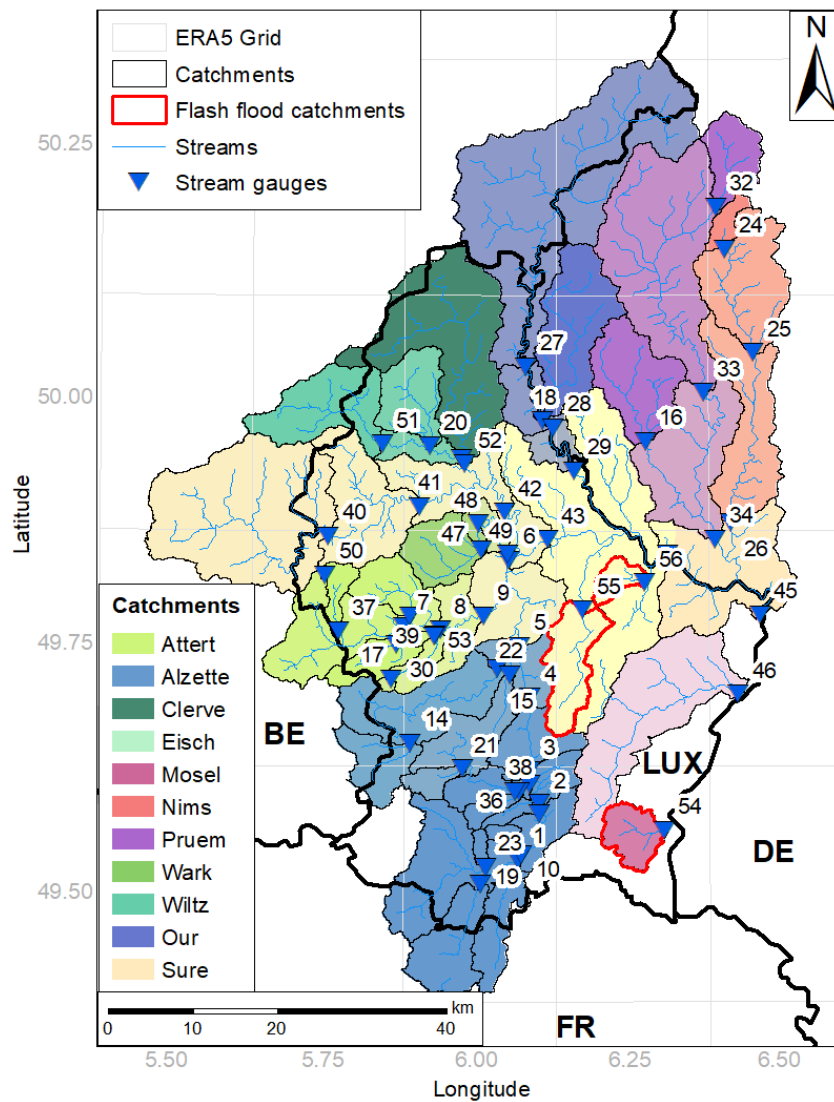 ERA5 Grid
Catchments
Flash flood catchments
Streams
Stream gauges
N
50.25
50.00
49.75
49.50
Latitude
32
24
25
27
33
18
28
16
51
20
52
29
41
42
40
48
43
34
47
49
6
26
50
56
55
45
37
7
8
9
5
39
53
22
46
17
30
4
15
14
BE
LUX
21
38
3
36
2
54
23
1
DE
19
10
FR
Catchments
Attert
Alzette
Clerve
Eisch
Mosel
Nims
Pruem
Wark
Wiltz
Our
Sure
km
0 10 20 40
5.50 5.75 6.00 6.25 6.50
Longitude